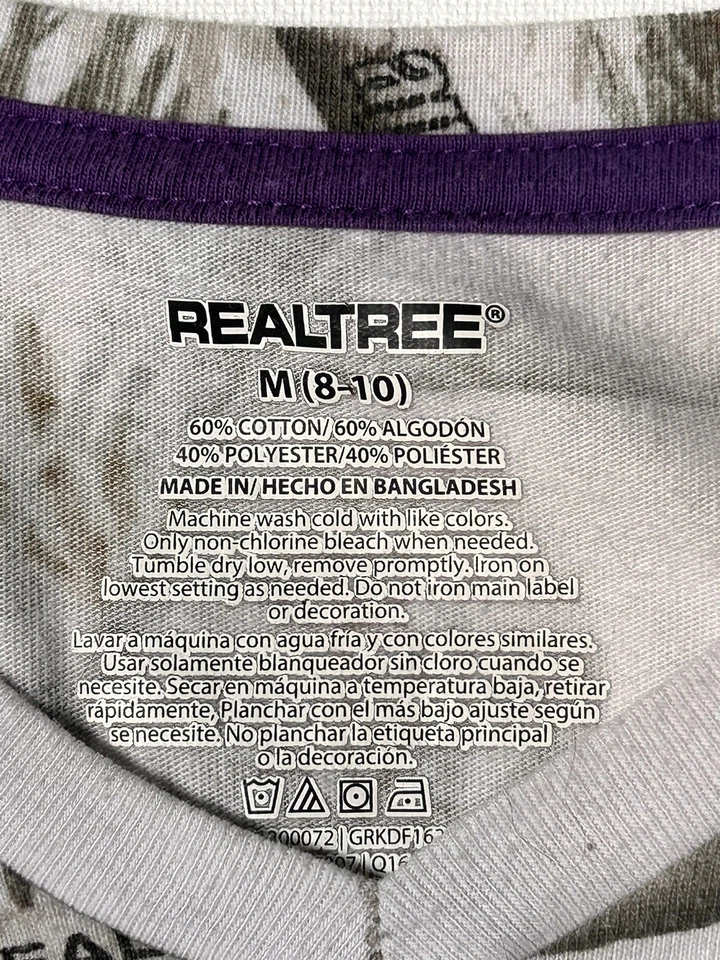 REALTREE®
M (8-10)
60% COTTON/ 60% ALGODÓN
40% POLYESTER/40% POLIÉSTER
MADE IN/ HECHO EN BANGLADESH
Machine wash cold with like colors.
Only non-chlorine bleach when needed.
Tumble dry low, remove promptly. Iron on
lowest setting as needed. Do not iron main label
or decoration.
Lavar a máquina con agua fría y con colores similares.
Usar solamente blanqueador sin cloro cuando se
necesite. Secar en máquina a temperatura baja, retirar
rápidamente, Planchar con el más bajo ajuste según
se necesite. No planchar la etiqueta principal
o la decoración.
00072 | GRKDF16
07 | Q16